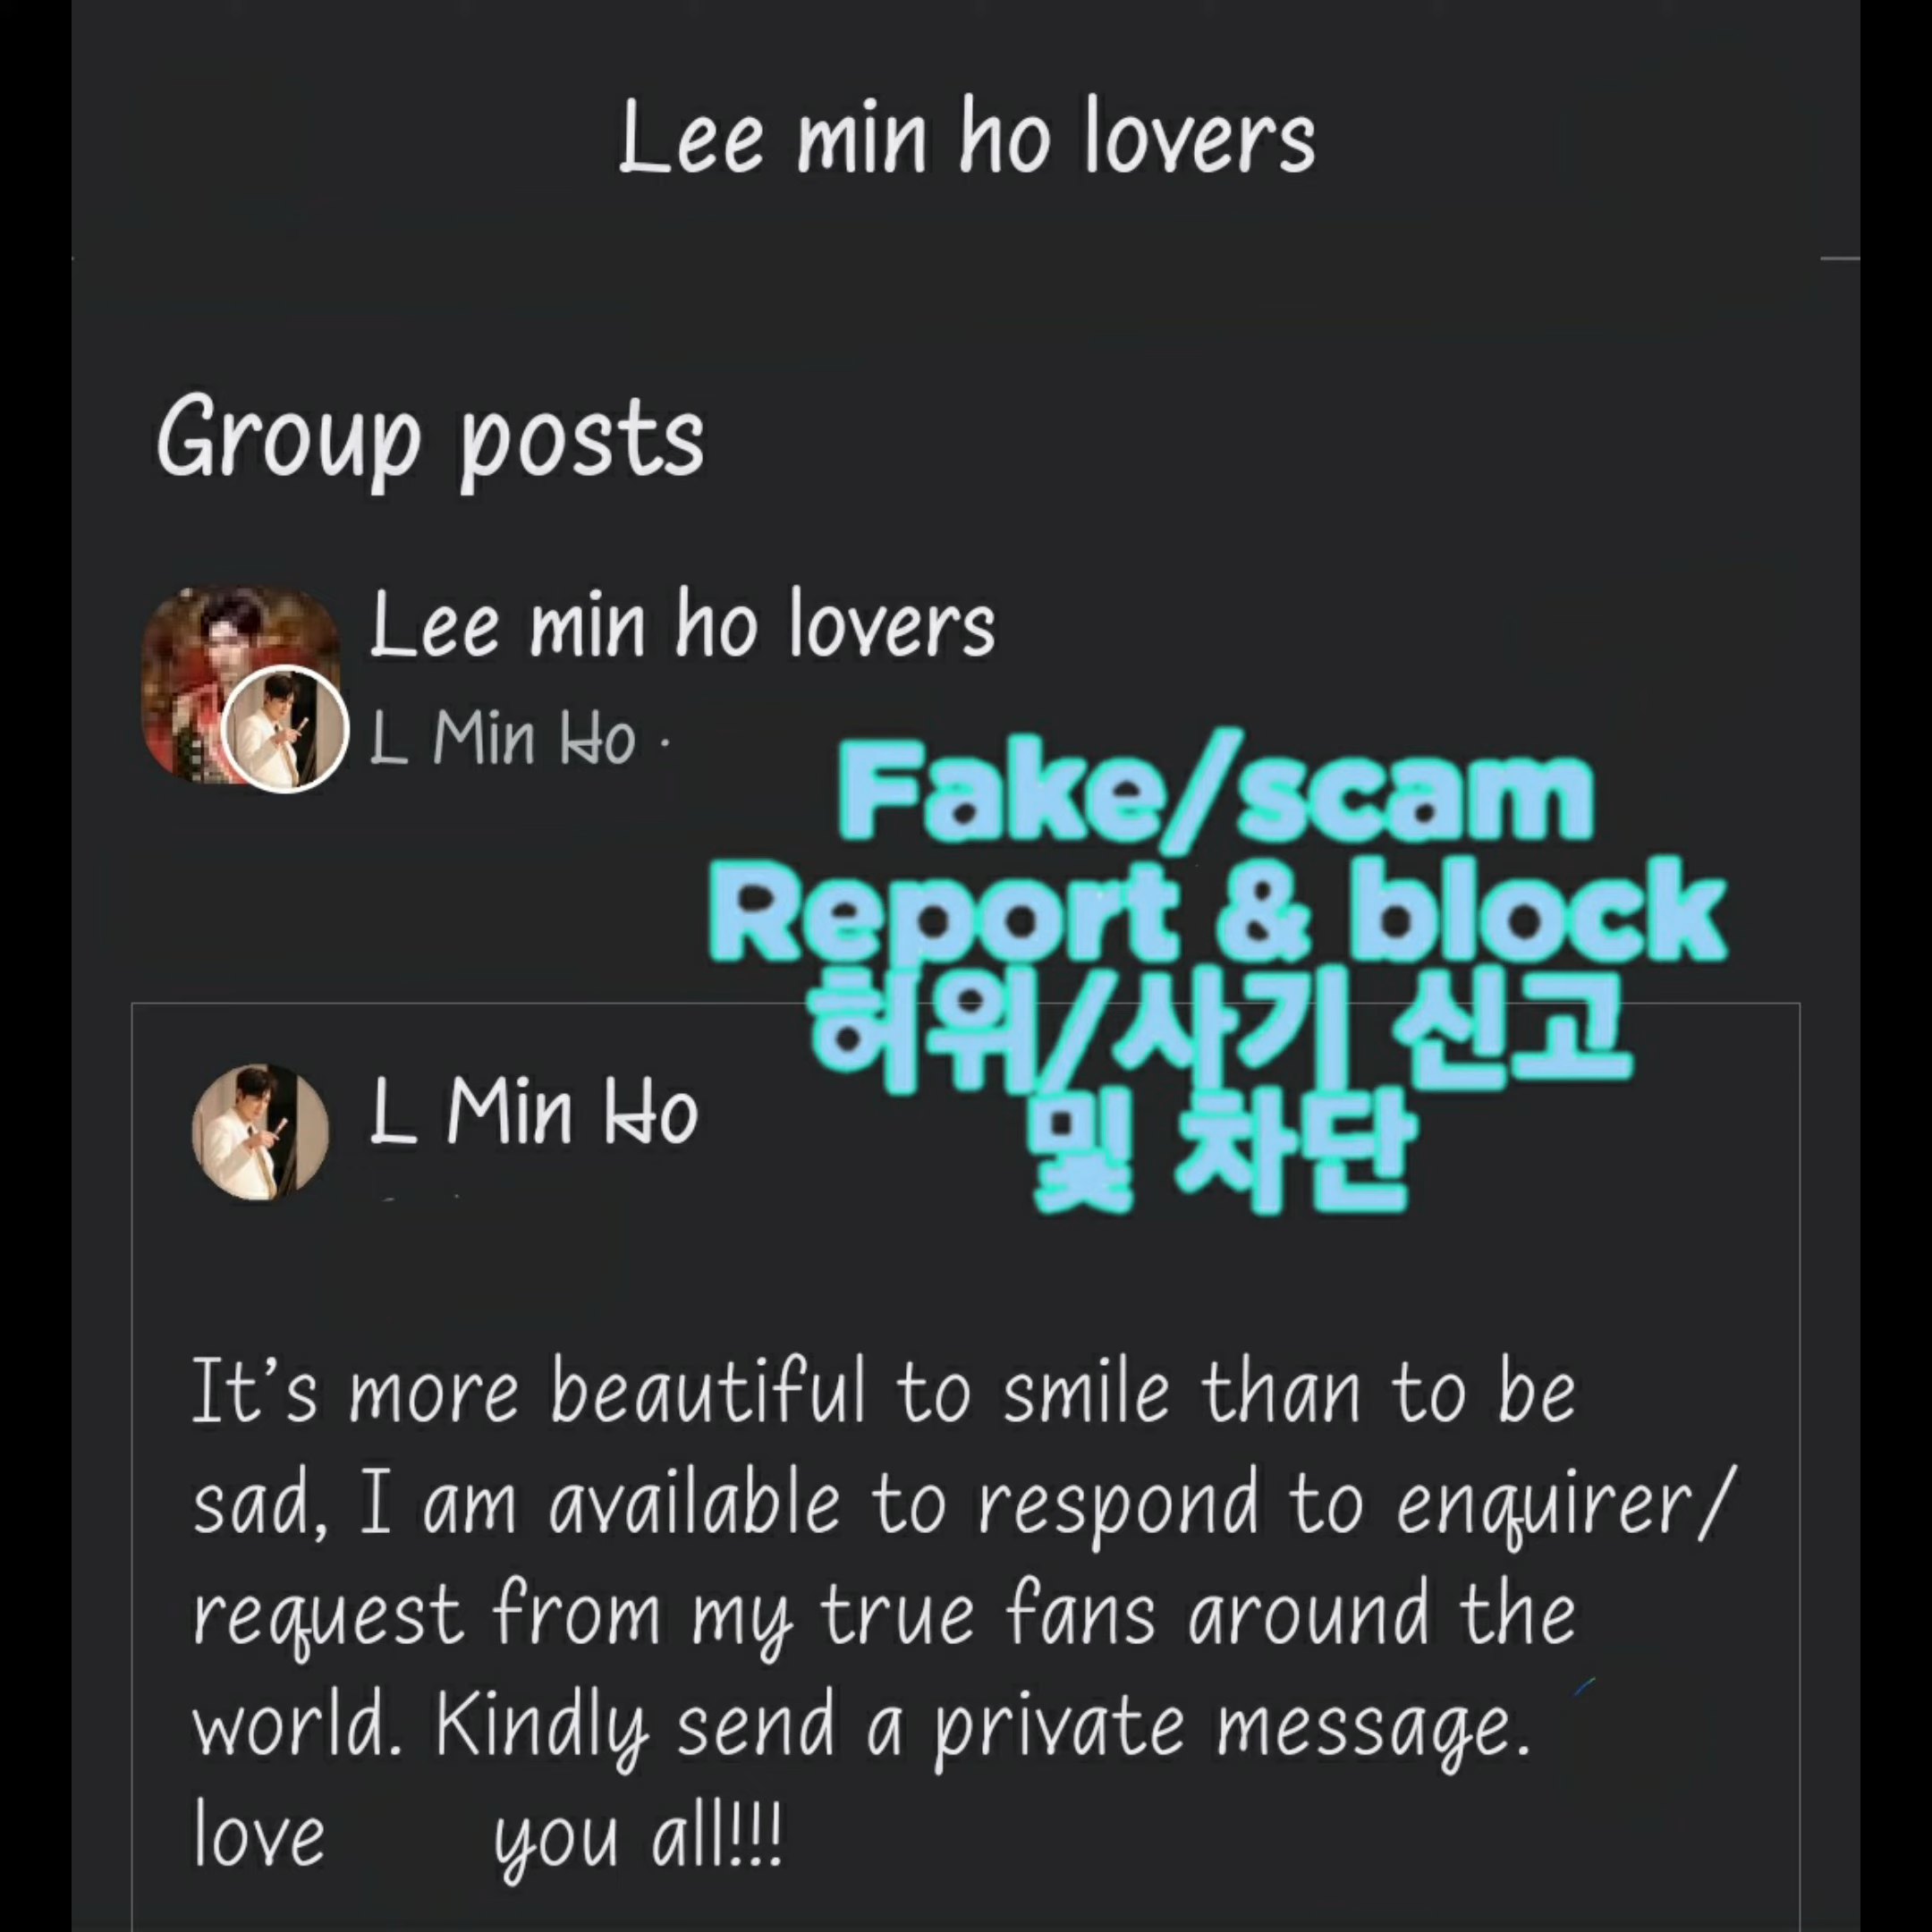 Lee min ho lovers
Group posts
Lee min ho lovers
L Min Ho ·
Fake/scam
Report & block
허위/사기 신고
및 차단
L Min Ho
It's more beautiful to smile than to be
sad, I am available to respond to enquirer/
request from my true fans around the
world. Kindly send a private message.
love you all!!!